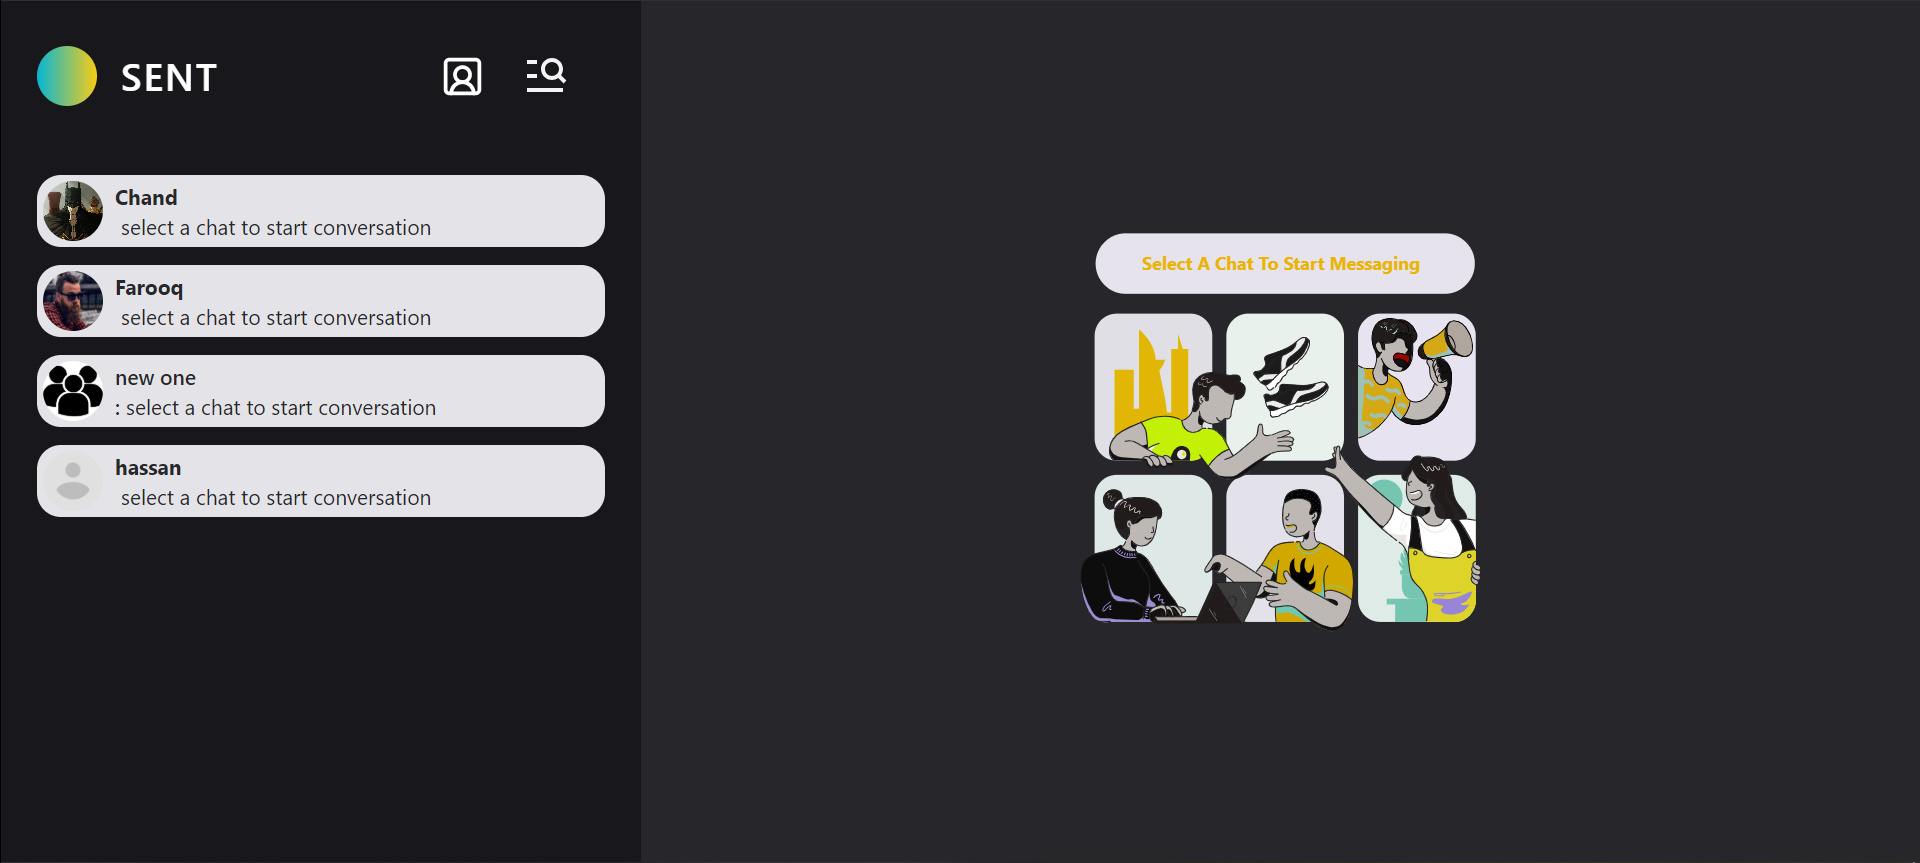 SENT
Chand
select a chat to start conversation
Farooq
select a chat to start conversation
new one
: select a chat to start conversation
hassan
select a chat to start conversation
Select A Chat To Start Messaging